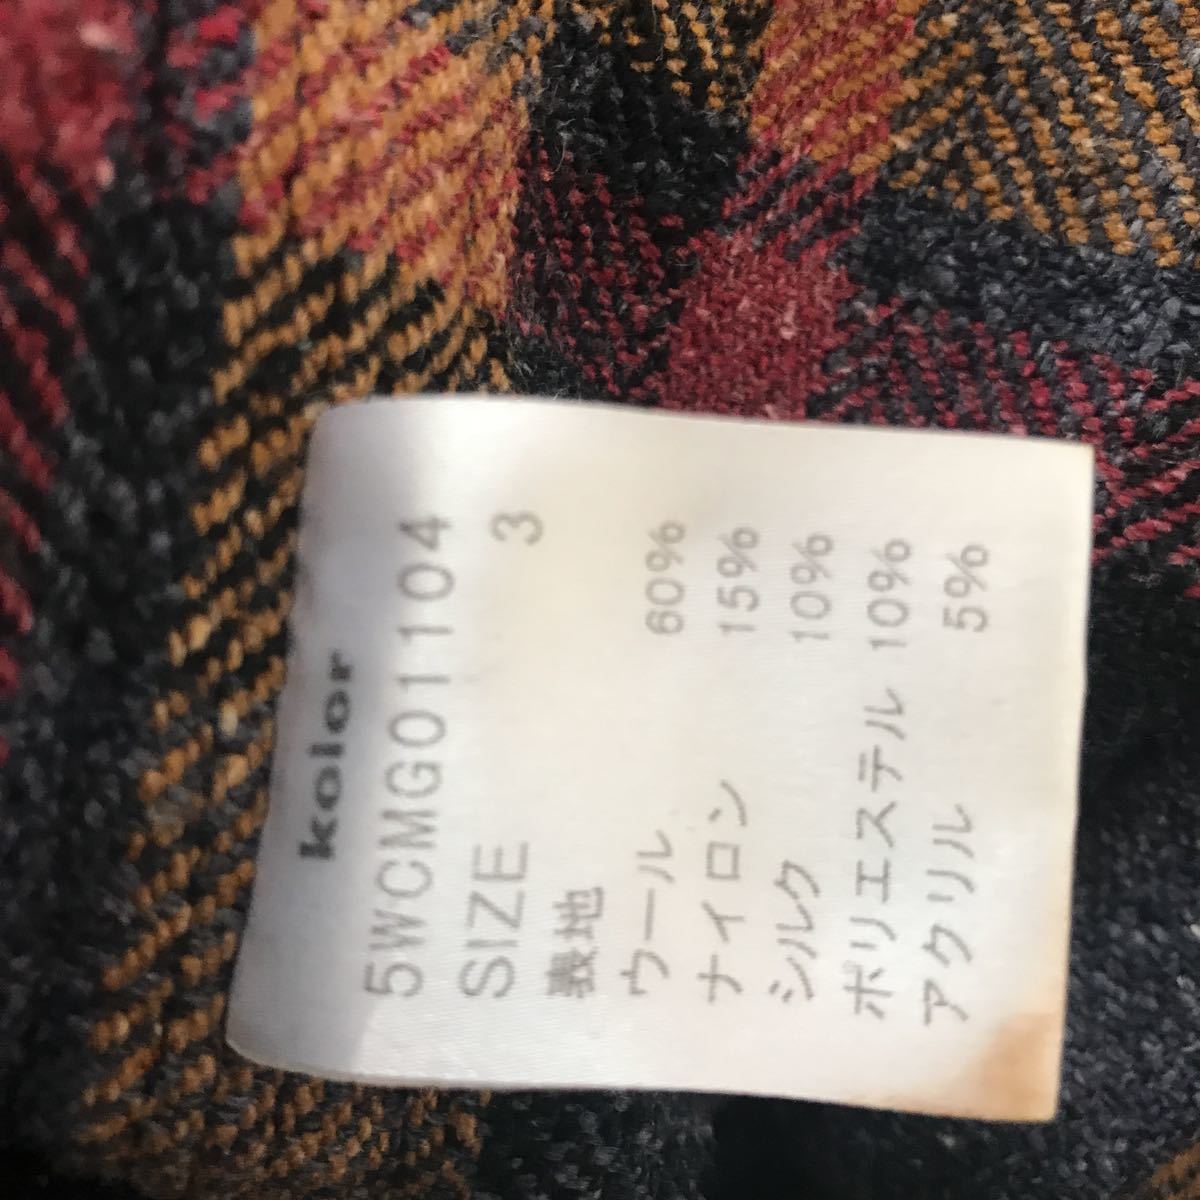 kolor
5WCMG01104
SIZE 3
表地
ウール 60%
ナイロン 15%
シルク 10%
ポリエステル 10%
アクリル 5%